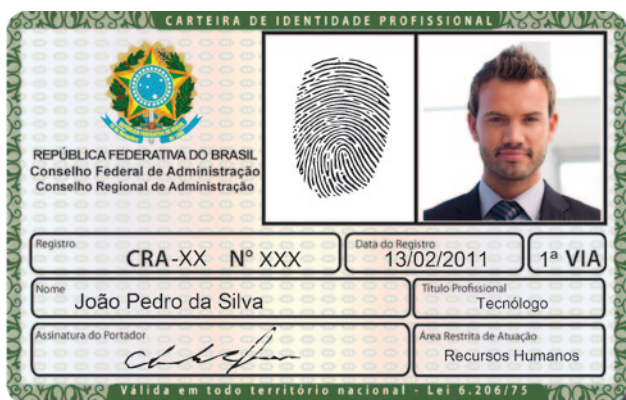 CARTEIRA DE IDENTIDADE PROFISSIONAL
REPÚBLICA FEDERATIVA DO BRASIL
Conselho Federal de Administração
Conselho Regional de Administração
Registro
CRA-XX Nº XXX
Data do Registro
13/02/2011
1ª VIA
Nome
João Pedro da Silva
Título Profissional
Tecnólogo
Assinatura do Portador
Área Restrita de Atuação
Recursos Humanos
Válida em todo território nacional - Lei 6.206/75